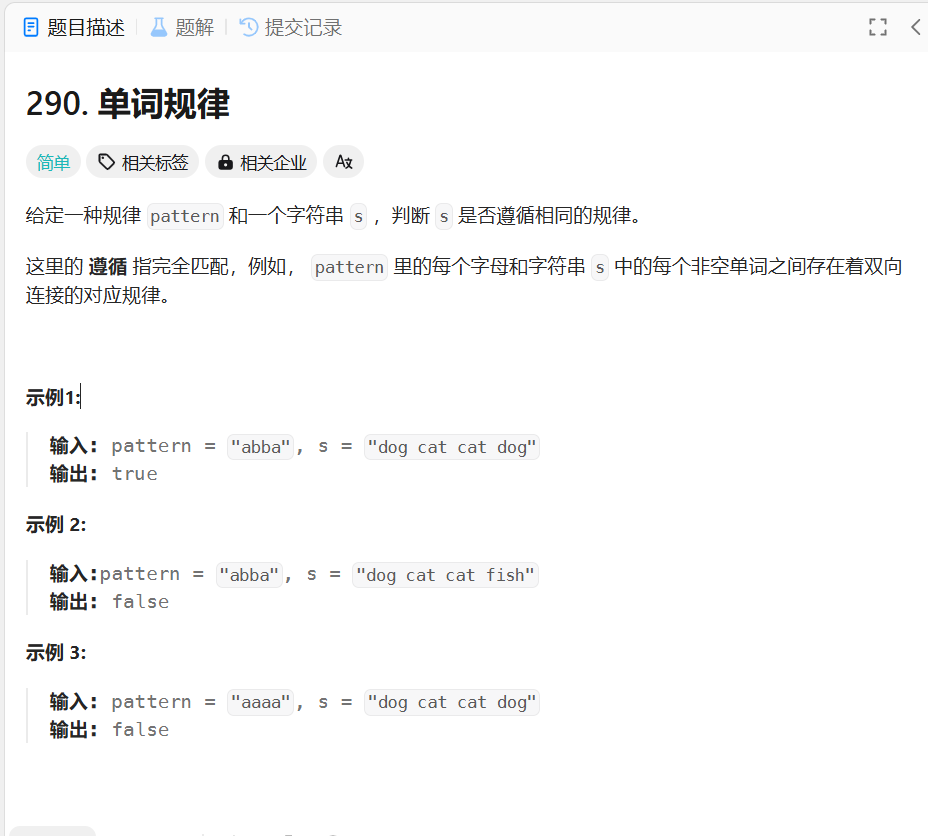 题目描述 题解 提交记录
290. 单词规律
简单 相关标签 相关企业
给定一种规律 pattern 和一个字符串 s ，判断 s 是否遵循相同的规律。
这里的 遵循 指完全匹配，例如， pattern 里的每个字母和字符串 s 中的每个非空单词之间存在着双向
连接的对应规律。
示例1:
输入: pattern = "abba", s = "dog cat cat dog"
输出: true
示例 2:
输入:pattern = "abba", s = "dog cat cat fish"
输出: false
示例 3:
输入: pattern = "aaaa", s = "dog cat cat dog"
输出: false